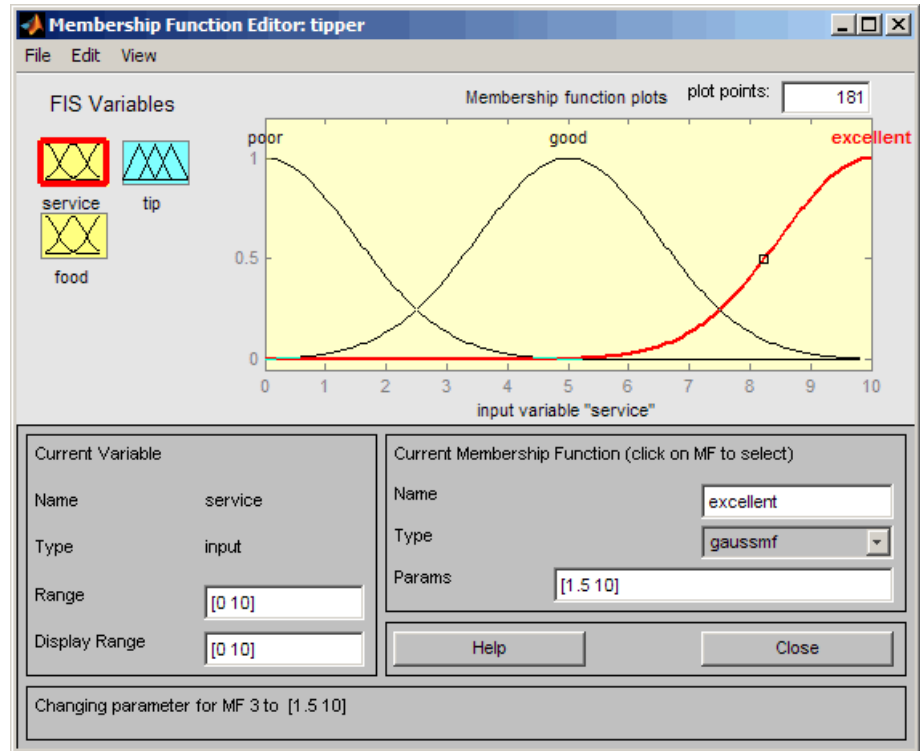 Membership Function Editor: tipper
File Edit View
FIS Variables
Membership function plots plot points: 181
service
tip
food
poor good excellent
1
0.5
0
0 1 2 3 4 5 6 7 8 9 10
input variable "service"
Current Variable
Name service
Type input
Range [0 10]
Display Range [0 10]
Current Membership Function (click on MF to select)
Name excellent
Type gaussmf
Params [1.5 10]
Help Close
Changing parameter for MF 3 to [1.5 10]